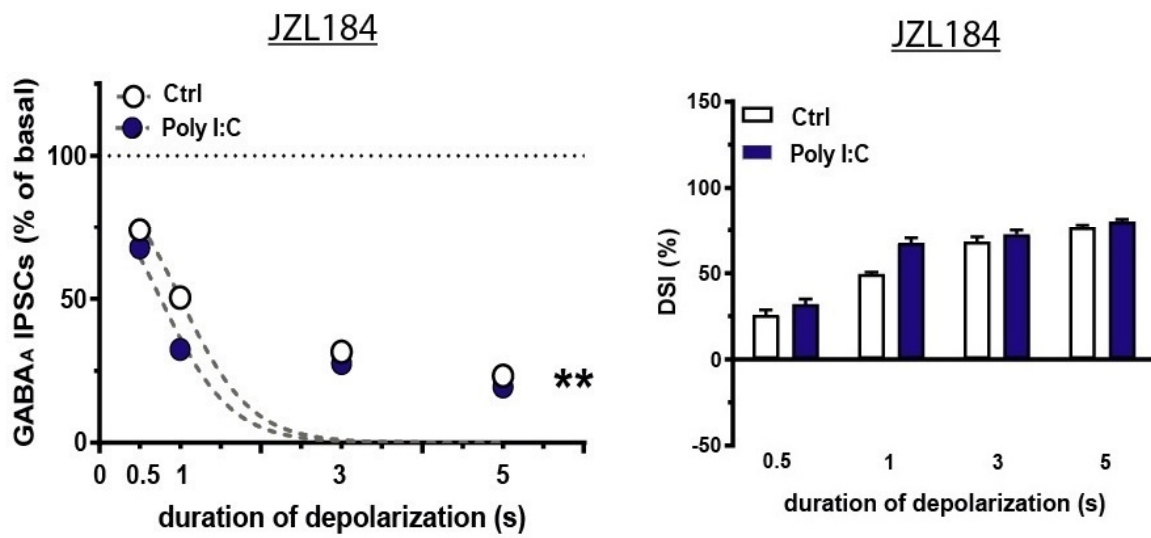 JZL184
Ctrl
Poly I:C
GABAA IPSCs (% of basal)
100
50
0
0 0.5 1 3 5
**
duration of depolarization (s)
JZL184
Ctrl
Poly I:C
DSI (%)
150
100
50
0
-50
0.5 1 3 5
duration of depolarization (s)